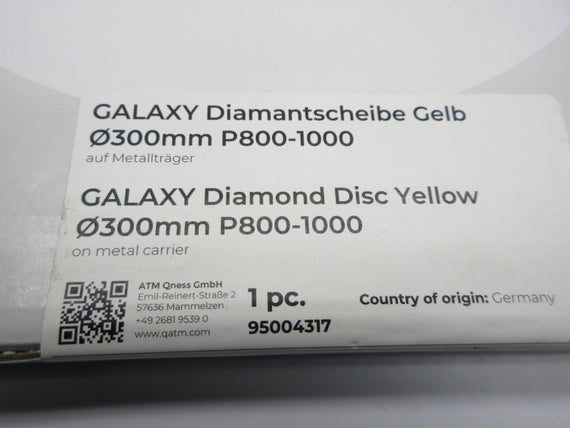 GALAXY Diamantscheibe Gelb
Ø300mm P800-1000
auf Metallträger
GALAXY Diamond Disc Yellow
Ø300mm P800-1000
on metal carrier
ATM Qness GmbH
Emil-Reinert-Straße 2
57636 Mammelzen
+49 2681 9539 0
www.qatm.com
1 pc.
95004317
Country of origin: Germany